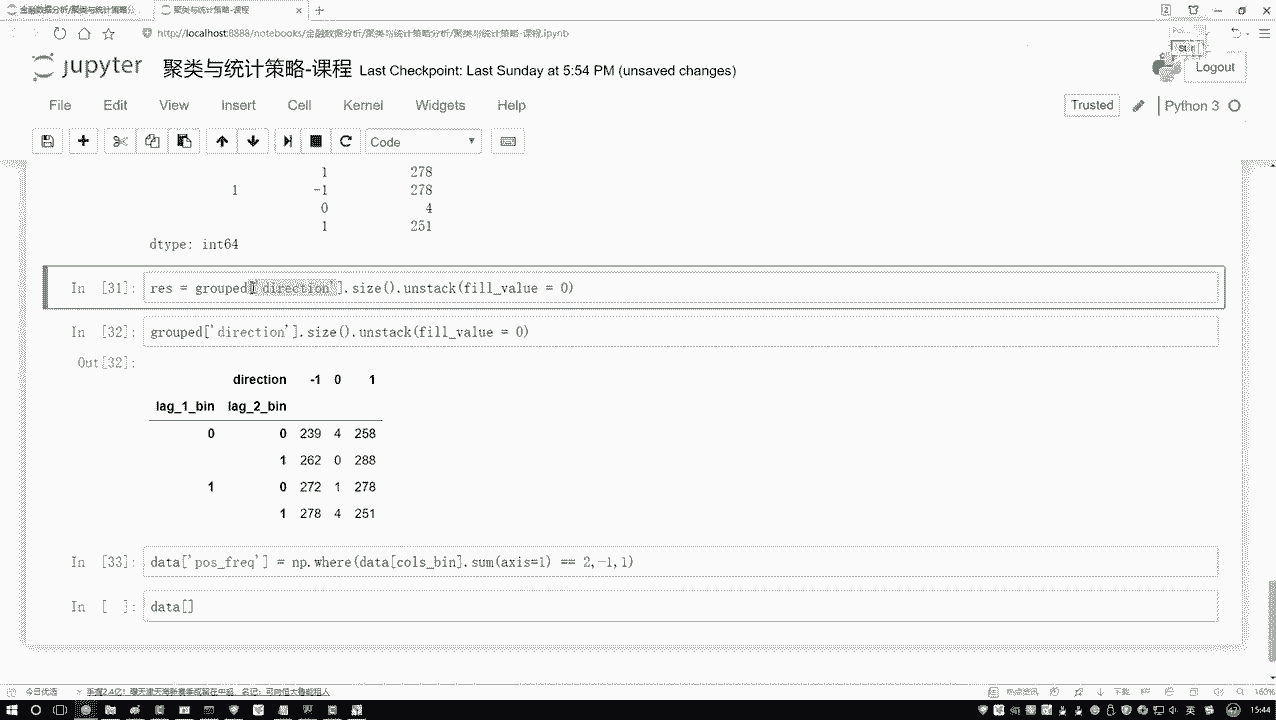 金融数据分析/聚类与统计策略分
聚类与统计策略-课程
http://localhost:8888/notebooks/金融数据分析/聚类与统计策略分析/聚类与统计策略-课程.ipynb
jupyter 聚类与统计策略-课程 Last Checkpoint: Last Sunday at 5:54 PM (unsaved changes)
Logout
File Edit View Insert Cell Kernel Widgets Help
Trusted Python 3
Code
1 278
1 -1 278
0 4
1 251
dtype: int64
In [31]: res = grouped['direction'].size().unstack(fill_value = 0)
In [32]: grouped['direction'].size().unstack(fill_value = 0)
Out[32]:
direction -1 0 1
lag_1_bin lag_2_bin
0 0 239 4 258
1 262 0 288
1 0 272 1 278
1 278 4 251
In [33]: data['pos_freq'] = np.where(data[cols_bin].sum(axis=1) == 2,-1,1)
In [ ]: data[]
今日优选
热点资讯 下载 160%
英 15:44